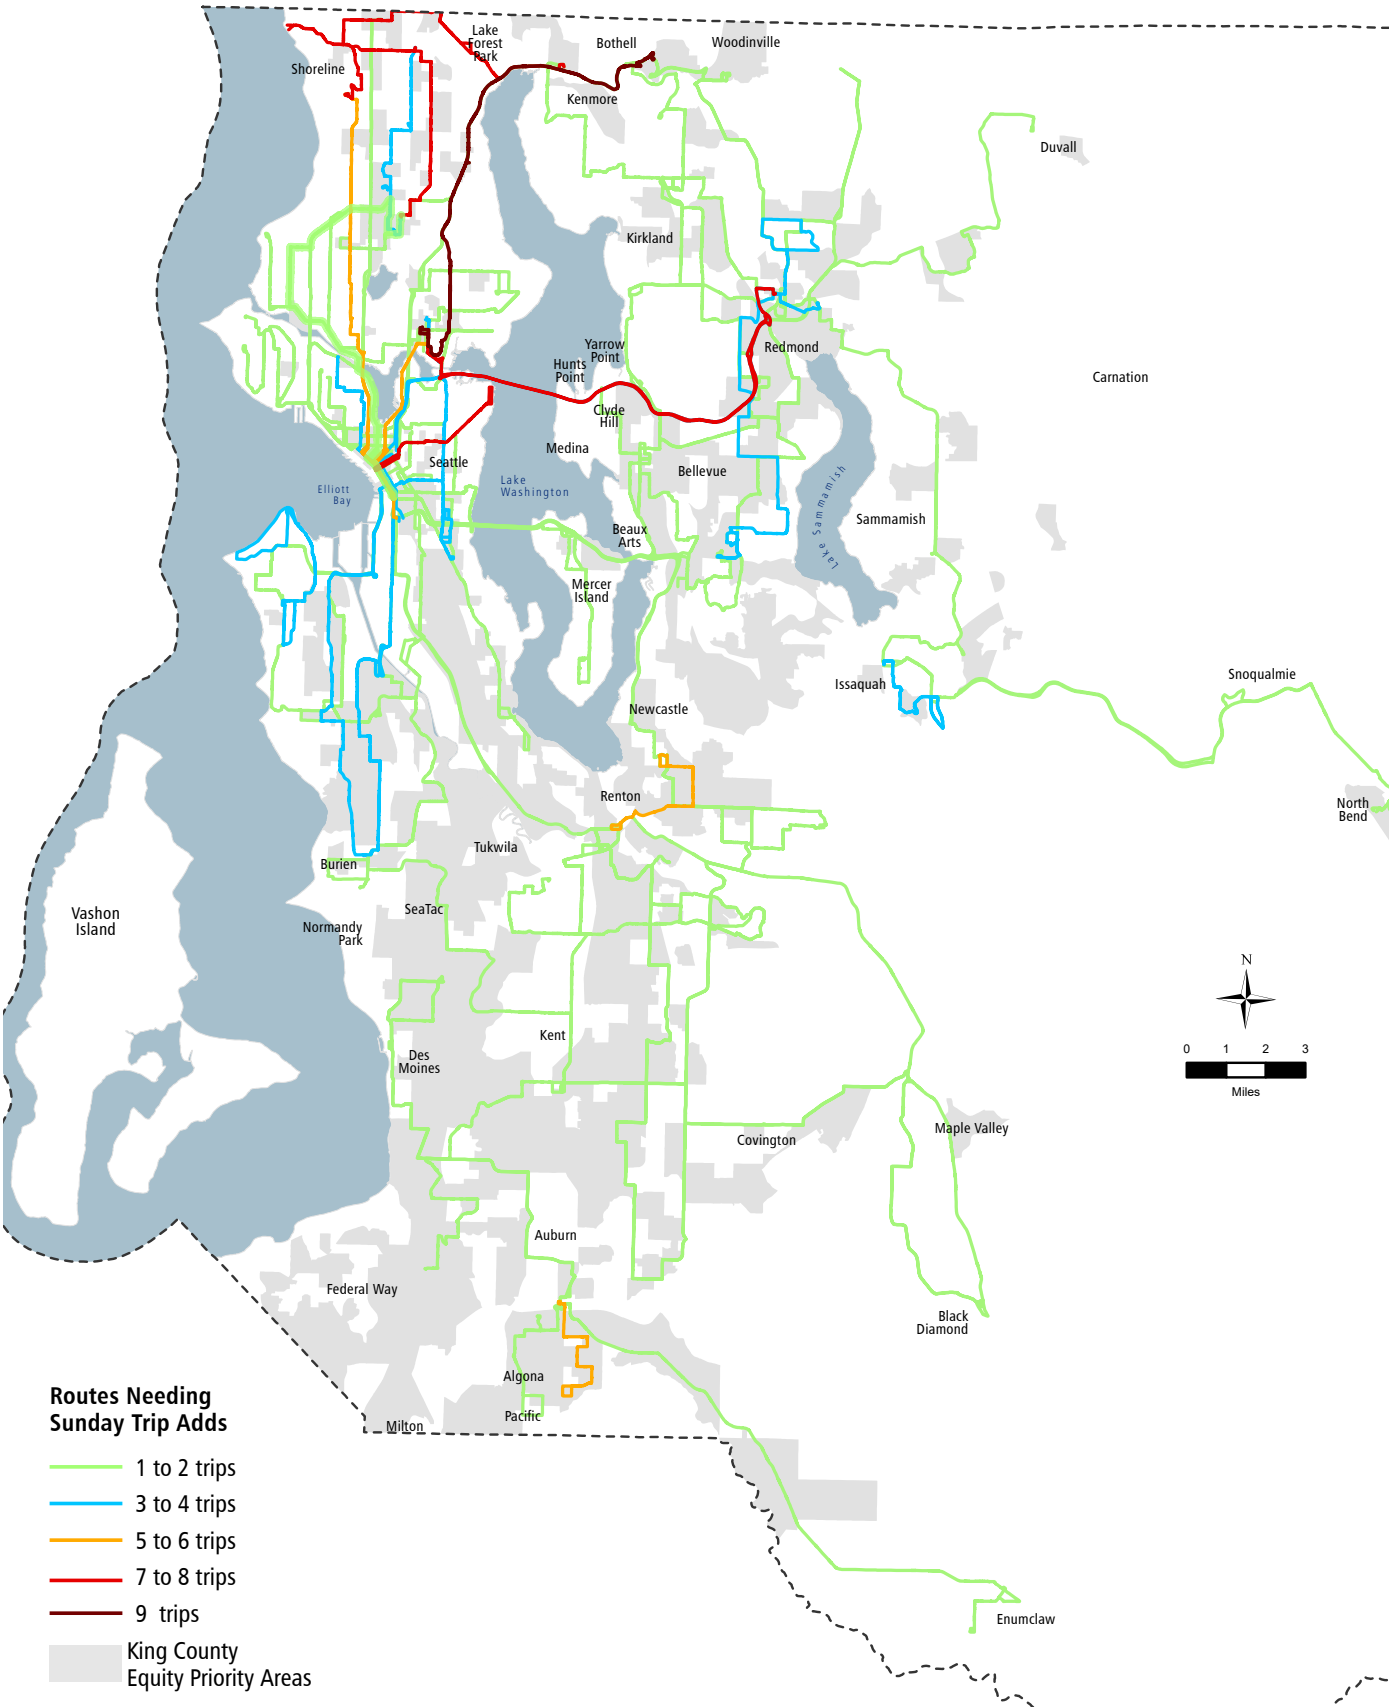 Lake
Forest
Park
Bothell
Woodinville
Shoreline
Kenmore
Duvall
Kirkland
Yarrow
Point
Redmond
Hunts
Point
Carnation
Clyde
Hill
Medina
Seattle
Bellevue
Lake
Washington
Elliott
Bay
Lake Sammamish
Sammamish
Beaux
Arts
Mercer
Island
Issaquah
Snoqualmie
Newcastle
Renton
North
Bend
Tukwila
Burien
SeaTac
Vashon
Island
Normandy
Park
N
Kent
Des
Moines
0 1 2 3
Miles
Maple Valley
Covington
Auburn
Federal Way
Black
Diamond
Algona
Pacific
Milton
Enumclaw
Routes Needing
Sunday Trip Adds
1 to 2 trips
3 to 4 trips
5 to 6 trips
7 to 8 trips
9 trips
King County
Equity Priority Areas